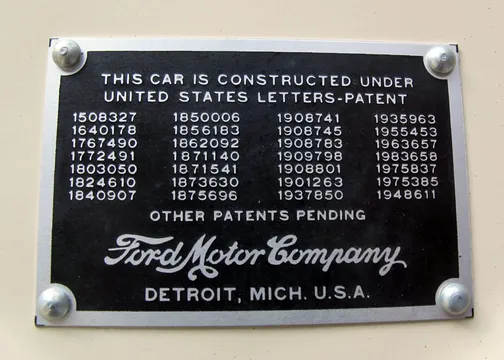 THIS CAR IS CONSTRUCTED UNDER
UNITED STATES LETTERS-PATENT
1508327 1850006 1908741 1935963
1640178 1856183 1908745 1955453
1767490 1862092 1908783 1963657
1772491 1871140 1909798 1983658
1803050 1871541 1908801 1975837
1824610 1873630 1901263 1975385
1840907 1875696 1937850 1948611
OTHER PATENTS PENDING
Ford Motor Company
DETROIT, MICH. U.S.A.